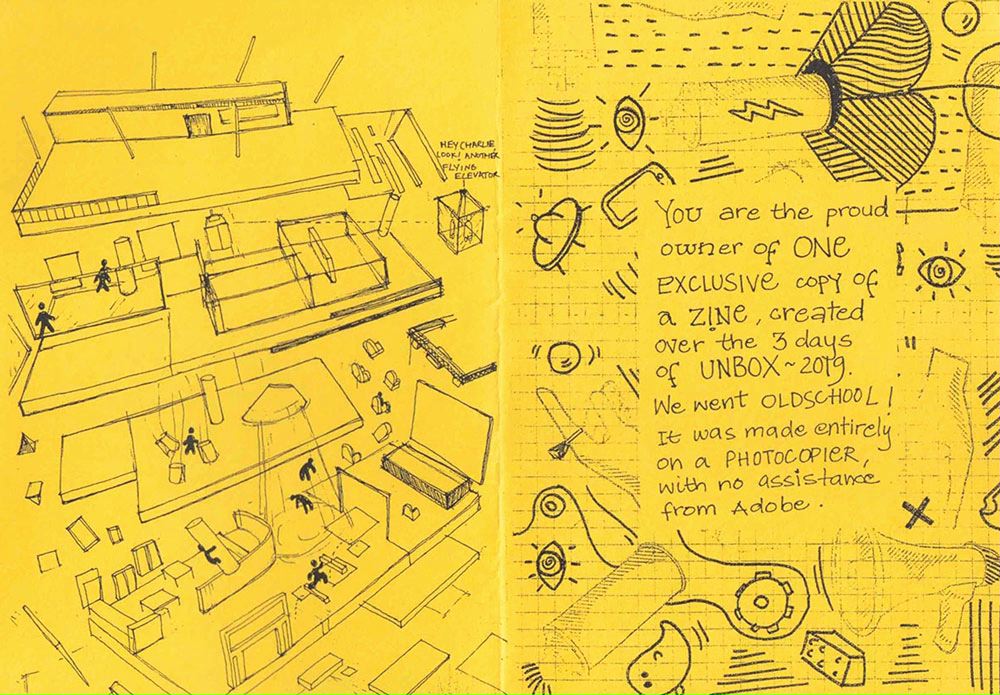 HEY CHARLIE
LOOK! ANOTHER
FLYING
ELEVATOR
You are the proud
owner of ONE
EXCLUSIVE copy of
a ZINE, created
over the 3 days
of UNBOX~2019.
We went OLDSCHOOL!
It was made entirely
on a PHOTOCOPIER,
with no assistance
from Adobe.